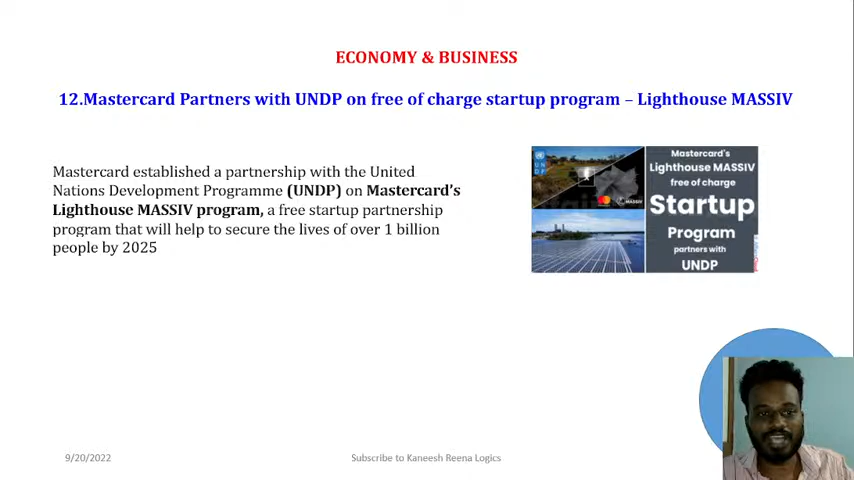 ECONOMY & BUSINESS
12.Mastercard Partners with UNDP on free of charge startup program – Lighthouse MASSIV
Mastercard established a partnership with the United
Nations Development Programme (UNDP) on Mastercard's
Lighthouse MASSIV program, a free startup partnership
program that will help to secure the lives of over 1 billion
people by 2025
U N
D P
MASSIV
Mastercard's
Lighthouse MASSIV
free of charge
Startup
Program
partners with
UNDP
9/20/2022
Subscribe to Kaneesh Reena Logics